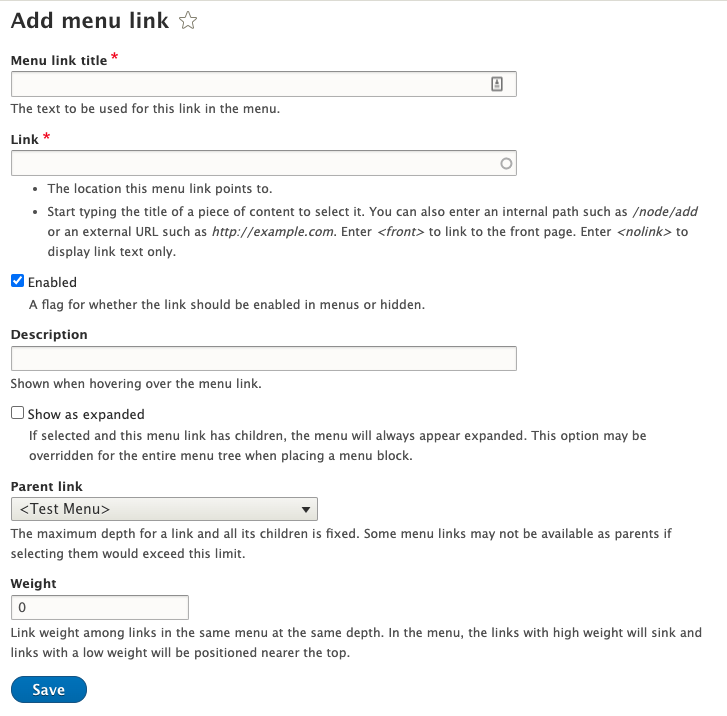 Add menu link
Menu link title *
The text to be used for this link in the menu.
Link *
• The location this menu link points to.
• Start typing the title of a piece of content to select it. You can also enter an internal path such as /node/add
or an external URL such as http://example.com. Enter <front> to link to the front page. Enter <nolink> to
display link text only.
Enabled
A flag for whether the link should be enabled in menus or hidden.
Description
Shown when hovering over the menu link.
Show as expanded
If selected and this menu link has children, the menu will always appear expanded. This option may be
overridden for the entire menu tree when placing a menu block.
Parent link
<Test Menu>
The maximum depth for a link and all its children is fixed. Some menu links may not be available as parents if
selecting them would exceed this limit.
Weight
0
Link weight among links in the same menu at the same depth. In the menu, the links with high weight will sink and
links with a low weight will be positioned nearer the top.
Save